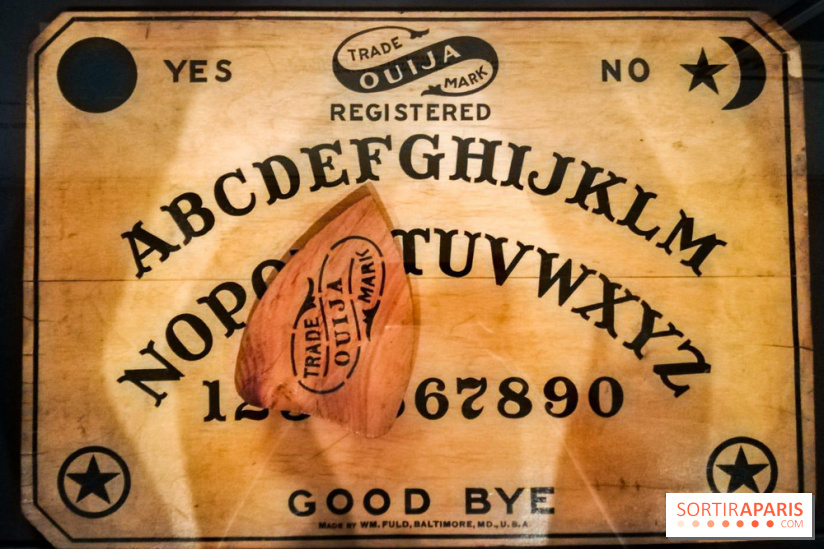 YES
TRADE
OUIJA
MARK
NO
REGISTERED
ABCDEFGHIJKLM
NOP TUVWXYZ
TRADE
OUIJA
MARK
12 67890
GOOD BYE
MADE BY WM. FULD, BALTIMORE, MD., U.S.A
SORTIRAPARIS
.COM